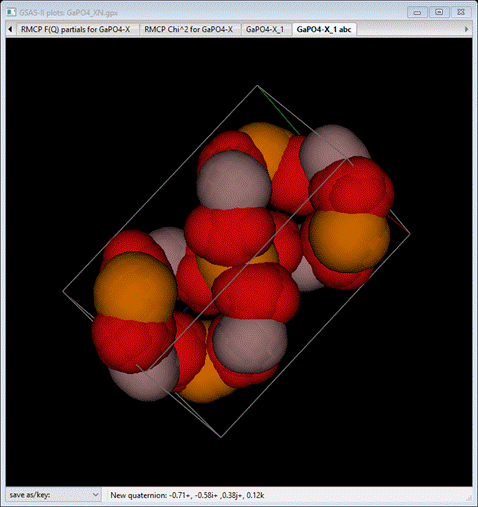 GSAS-II plots: GaPO4_XN.gpx
RMCP F(Q) partials for GaPO4-X RMCP Chi^2 for GaPO4-X GaPO4-X_1 GaPO4-X_1 abc
save as/key: New quaternion: -0.71+, -0.58i+ ,0.38j+, 0.12k